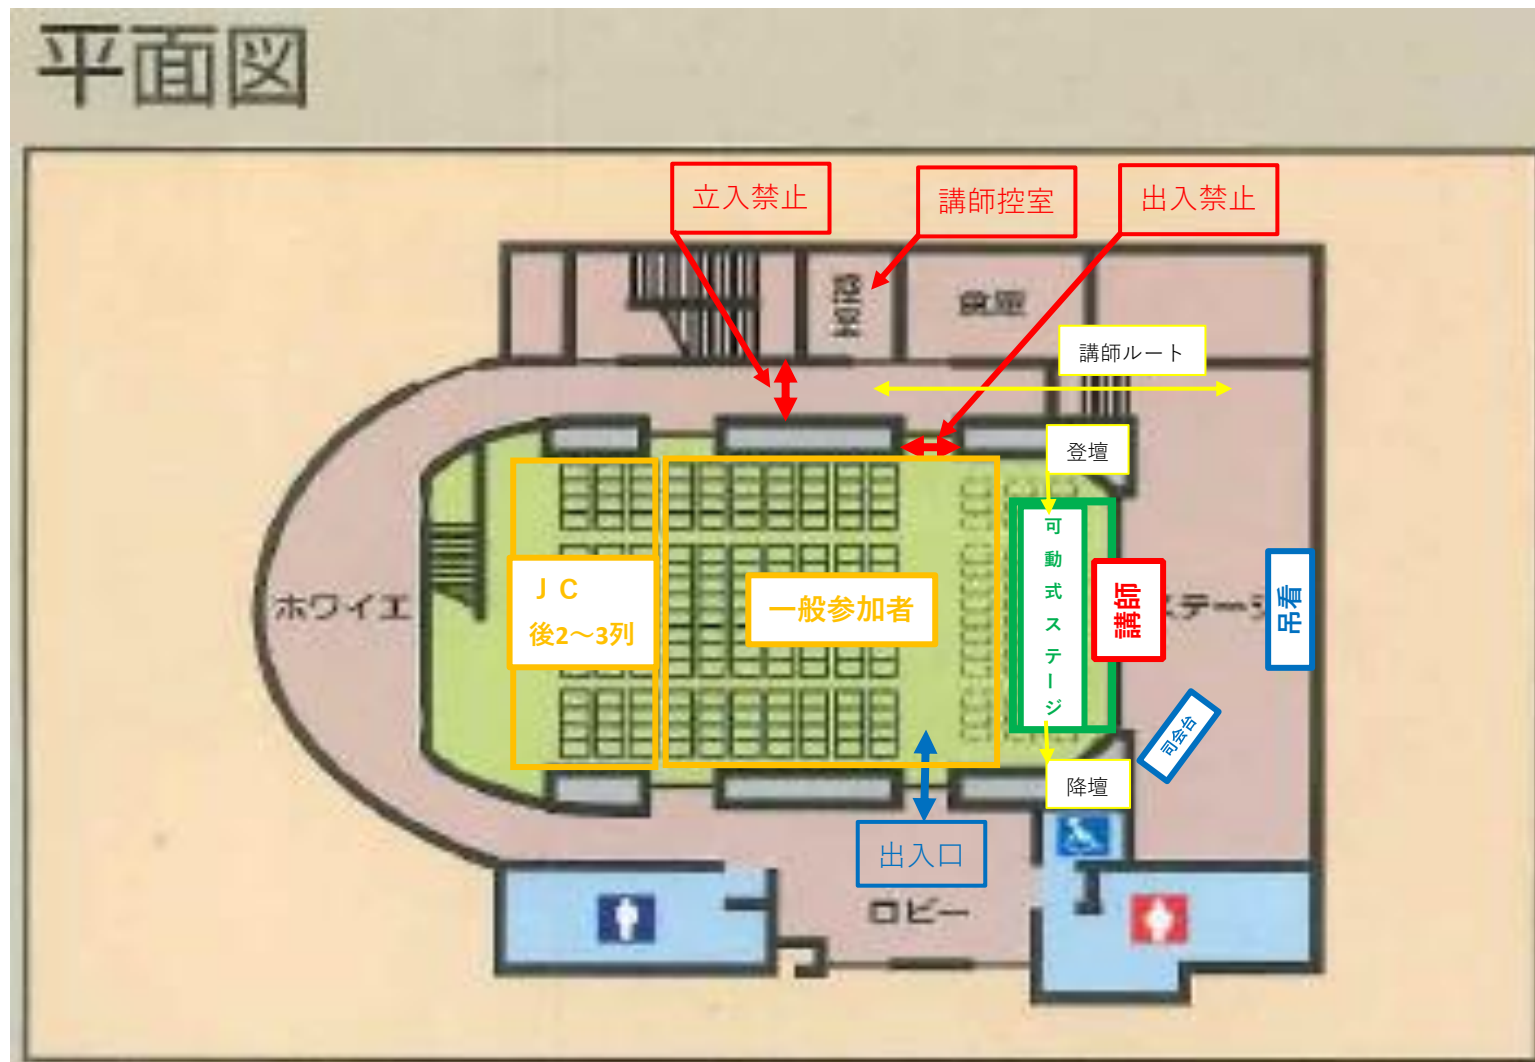 平面図
立入禁止
講師控室
出入禁止
講師ルート
登壇
可動式ステージ
講師
ステージ
吊看
ＪＣ
後2～3列
一般参加者
ホワイエ
司会台
降壇
出入口
ロビー